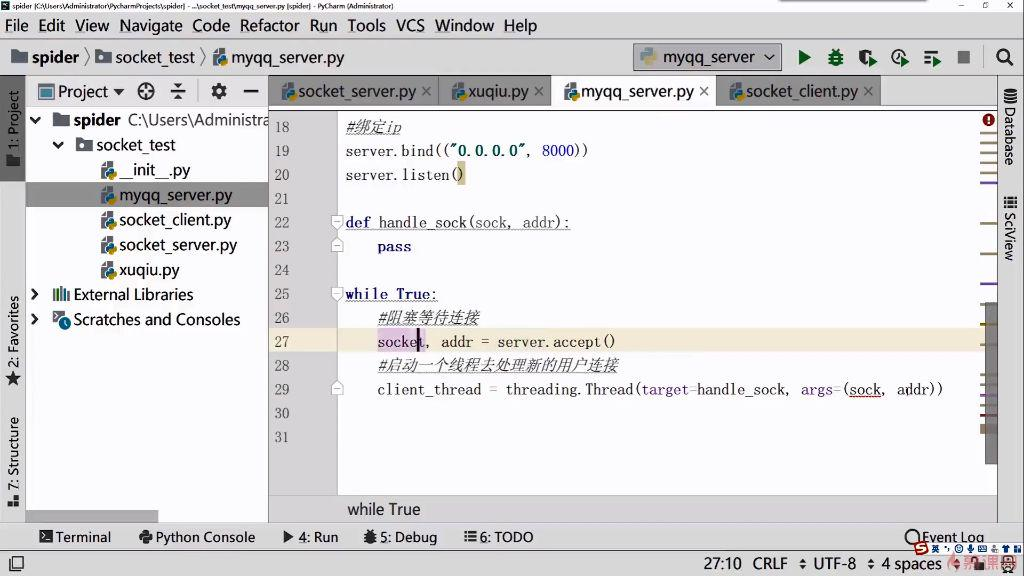 spider [C:\Users\Administrator\PycharmProjects\spider] - ...\socket_test\myqq_server.py [spider] - PyCharm (Administrator)
File Edit View Navigate Code Refactor Run Tools VCS Window Help
spider socket_test myqq_server.py myqq_server
Project socket_server.py xuqiu.py myqq_server.py socket_client.py
1: Project
2: Favorites
7: Structure
spider C:\Users\Administra
socket_test
__init__.py
myqq_server.py
socket_client.py
socket_server.py
xuqiu.py
External Libraries
Scratches and Consoles
18 #绑定ip
19 server.bind(("0.0.0.0", 8000))
20 server.listen()
21
22 def handle_sock(sock, addr):
23 pass
24
25 while True:
26 #阻塞等待连接
27 socket, addr = server.accept()
28 #启动一个线程去处理新的用户连接
29 client_thread = threading.Thread(target=handle_sock, args=(sock, addr))
30
31
while True
Database
SciView
Terminal Python Console 4: Run 5: Debug 6: TODO Event Log
英
27:10 CRLF UTF-8 4 spaces